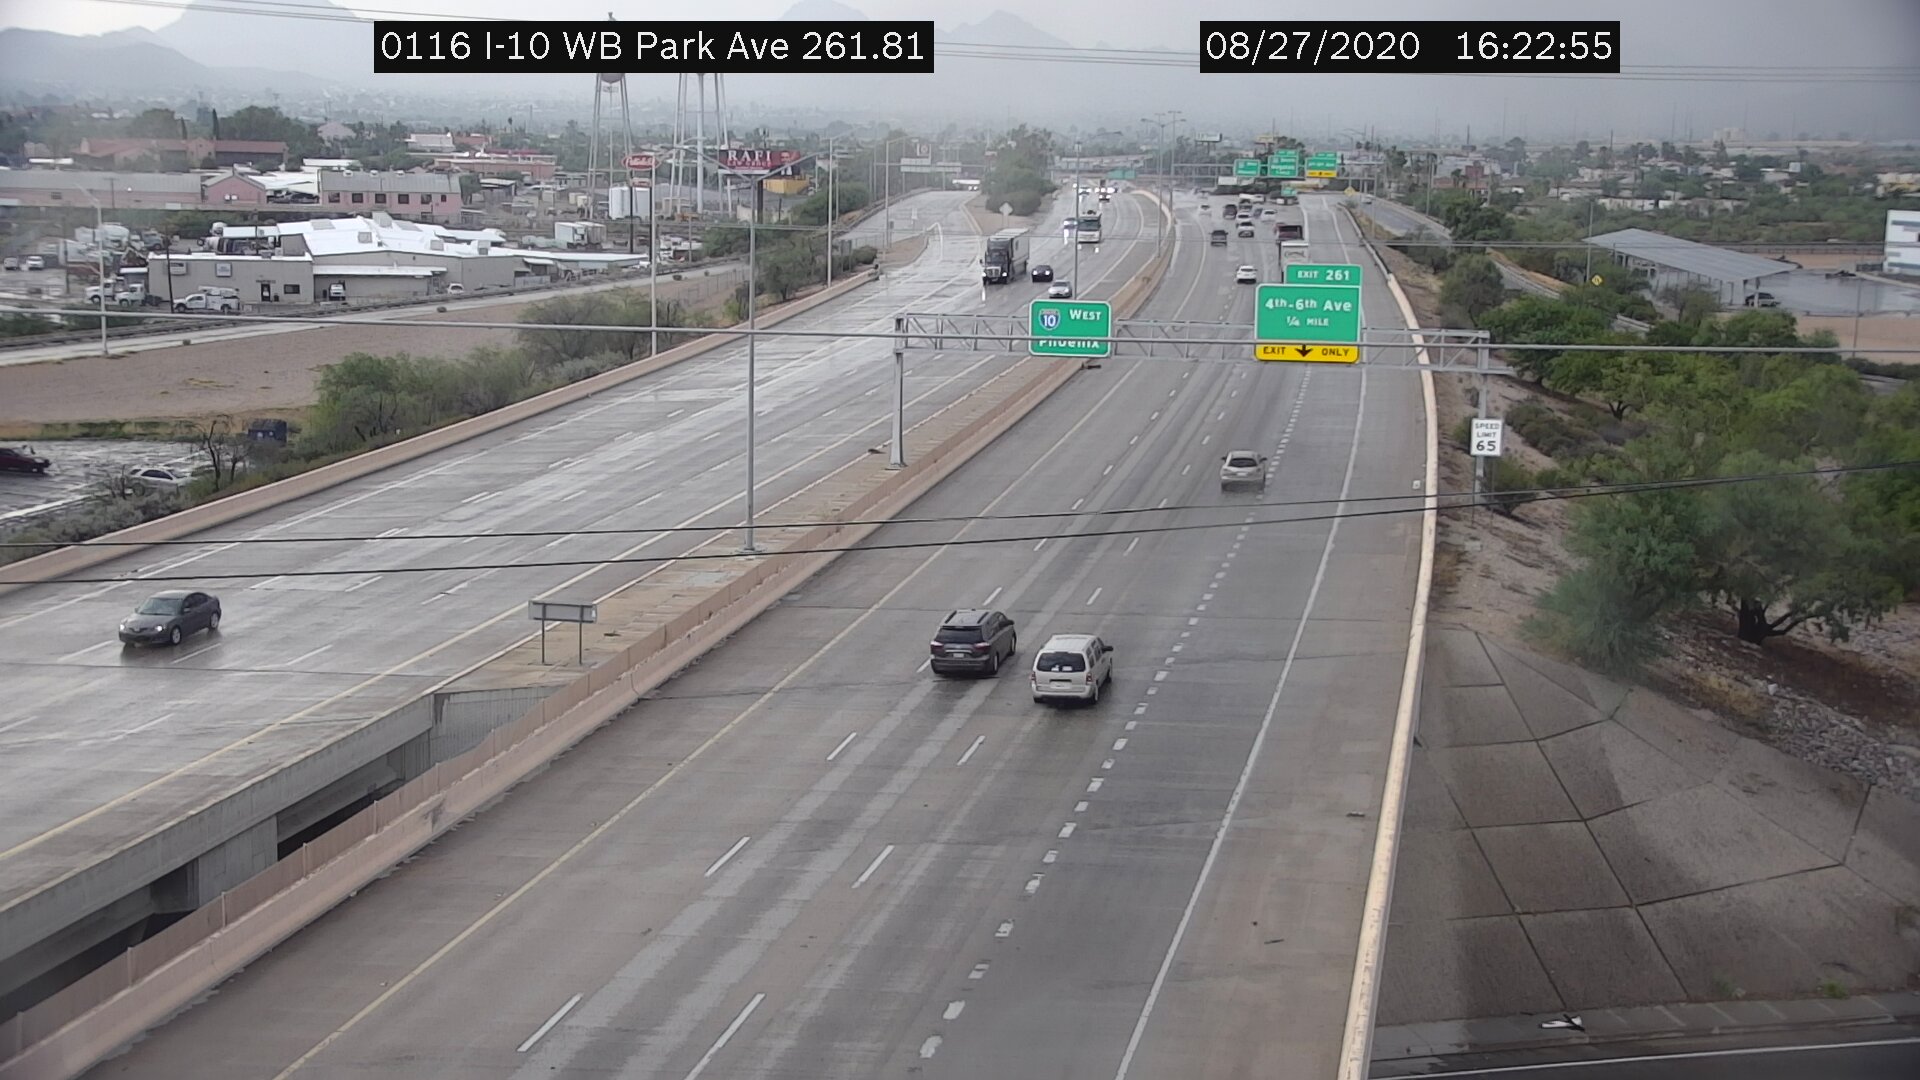 0116 I-10 WB Park Ave 261.81
08/27/2020 16:22:55
RAFI
EXIT 261
4th-6th Ave
1/4 MILE
EXIT ONLY
10 WEST
Phoenix
SPEED
LIMIT
65